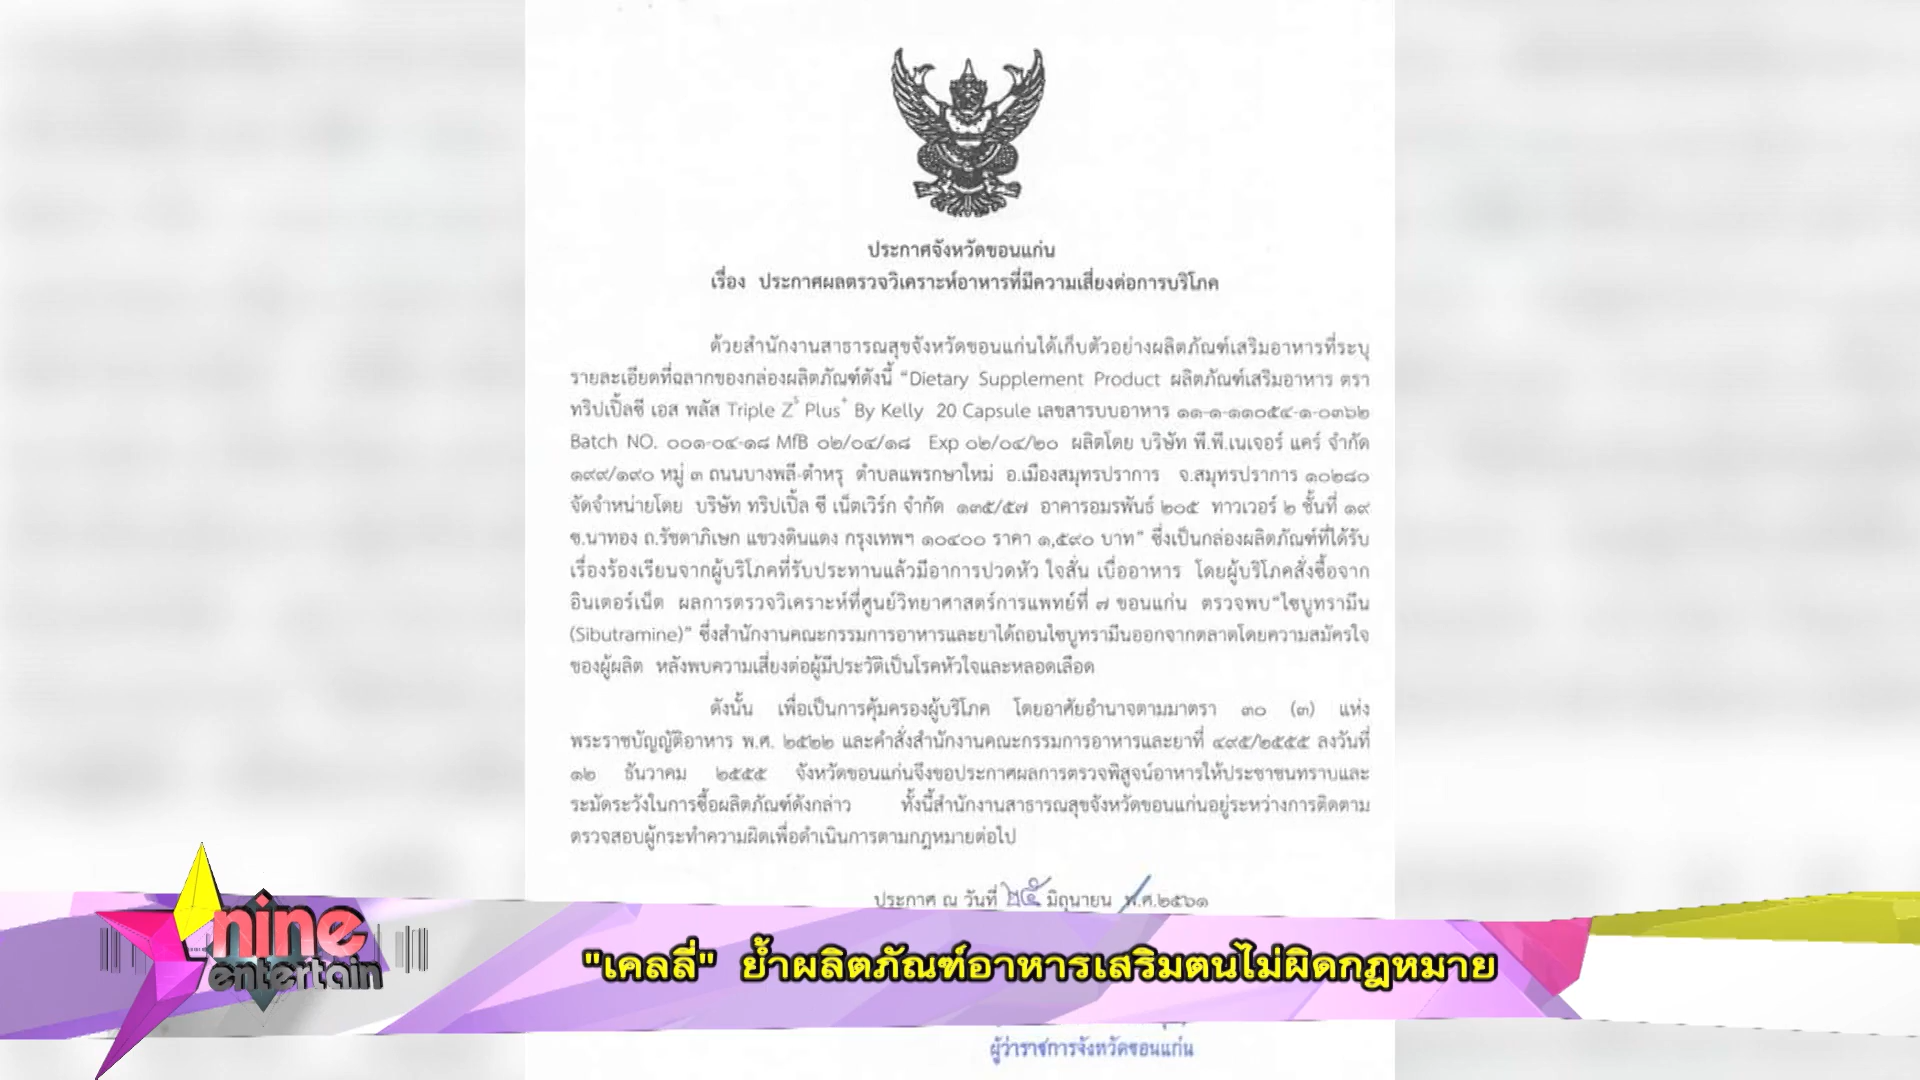 ประกาศจังหวัดขอนแก่น
เรื่อง ประกาศผลตรวจวิเคราะห์อาหารที่มีความเสี่ยงต่อการบริโภค
ด้วยสำนักงานสาธารณสุขจังหวัดขอนแก่นได้เก็บตัวอย่างผลิตภัณฑ์เสริมอาหารที่ระบุ
รายละเอียดที่ฉลากของกล่องผลิตภัณฑ์ดังนี้ "Dietary Supplement Product ผลิตภัณฑ์เสริมอาหาร ตรา
ทริปเปิ้ลซี เอส พลัส Triple Zˢ Plus⁺ By Kelly 20 Capsule เลขสารบบอาหาร ๑๑-๑-๑๑๐๕๔-๑-๐๓๖๒
Batch NO. ๐๐๑-๐๔-๑๘ MfB ๐๒/๐๔/๑๘ Exp ๐๒/๐๔/๒๐ ผลิตโดย บริษัท พี.พี.เนเจอร์ แคร์ จำกัด
๑๙๙/๑๙๐ หมู่ ๓ ถนนบางพลี-ตำหรุ ตำบลแพรกษาใหม่ อ.เมืองสมุทรปราการ จ.สมุทรปราการ ๑๐๒๘๐
จัดจำหน่ายโดย บริษัท ทริปเปิ้ล ซี เน็ตเวิร์ก จำกัด ๑๓๕/๕๗ อาคารอมรพันธ์ ๒๐๕ ทาวเวอร์ ๒ ชั้นที่ ๑๙
ซ.นาทอง ถ.รัชดาภิเษก แขวงดินแดง กรุงเทพฯ ๑๐๔๐๐ ราคา ๑,๕๙๐ บาท" ซึ่งเป็นกล่องผลิตภัณฑ์ที่ได้รับ
เรื่องร้องเรียนจากผู้บริโภคที่รับประทานแล้วมีอาการปวดหัว ใจสั่น เบื่ออาหาร โดยผู้บริโภคสั่งซื้อจาก
อินเตอร์เน็ต ผลการตรวจวิเคราะห์ที่ศูนย์วิทยาศาสตร์การแพทย์ที่ ๗ ขอนแก่น ตรวจพบ"ไซบูทรามีน
(Sibutramine)" ซึ่งสำนักงานคณะกรรมการอาหารและยาได้ถอนไซบูทรามีนออกจากตลาดโดยความสมัครใจ
ของผู้ผลิต หลังพบความเสี่ยงต่อผู้มีประวัติเป็นโรคหัวใจและหลอดเลือด
ดังนั้น เพื่อเป็นการคุ้มครองผู้บริโภค โดยอาศัยอำนาจตามมาตรา ๓๐ (๓) แห่ง
พระราชบัญญัติอาหาร พ.ศ. ๒๕๒๒ และคำสั่งสำนักงานคณะกรรมการอาหารและยาที่ ๔๙๕/๒๕๕๕ ลงวันที่
๑๒ ธันวาคม ๒๕๕๕ จังหวัดขอนแก่นจึงขอประกาศผลการตรวจพิสูจน์อาหารให้ประชาชนทราบและ
ระมัดระวังในการซื้อผลิตภัณฑ์ดังกล่าว ทั้งนี้สำนักงานสาธารณสุขจังหวัดขอนแก่นอยู่ระหว่างการติดตาม
ตรวจสอบผู้กระทำความผิดเพื่อดำเนินการตามกฎหมายต่อไป
ประกาศ ณ วันที่ ๒๕ มิถุนายน พ.ศ.๒๕๖๑
nine
entertain
"เคลลี่" ย้ำผลิตภัณฑ์อาหารเสริมตนไม่ผิดกฎหมาย
ผู้ว่าราชการจังหวัดขอนแก่น